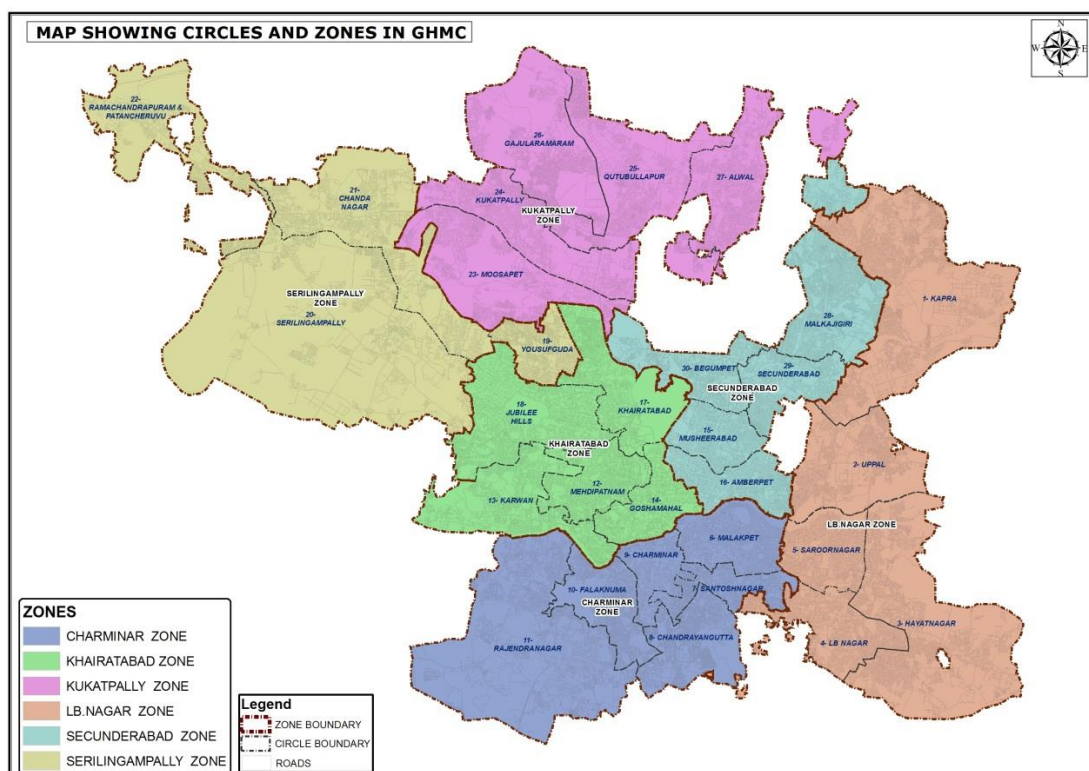 MAP SHOWING CIRCLES AND ZONES IN GHMC
N
W
E
S
22-
RAMACHANDRAPURAM &
PATANCHERUVU
26-
GAJULARAMARAM
25-
QUTUBULLAPUR
27- ALWAL
21-
CHANDA
NAGAR
24-
KUKATPALLY
KUKATPALLY
ZONE
23- MOOSAPET
1- KAPRA
SERILINGAMPALLY
ZONE
20-
SERILINGAMPALLY
28-
MALKAJIGIRI
19-
YOUSUFGUDA
30- BEGUMPET
29-
SECUNDERABAD
SECUNDERABAD
ZONE
18-
JUBILEE
HILLS
17-
KHAIRATABAD
15-
MUSHEERABAD
KHAIRATABAD
ZONE
2- UPPAL
16- AMBERPET
12-
MEHDIPATNAM
13- KARWAN
14-
GOSHAMAHAL
LB.NAGAR ZONE
6- MALAKPET
5- SAROORNAGAR
9- CHARMINAR
10- FALAKNUMA
7- SANTOSHNAGAR
CHARMINAR
ZONE
3- HAYATNAGAR
11-
RAJENDRANAGAR
8- CHANDRAYANGUTTA
4- LB NAGAR
ZONES
CHARMINAR ZONE
KHAIRATABAD ZONE
KUKATPALLY ZONE
LB.NAGAR ZONE
SECUNDERABAD ZONE
SERILINGAMPALLY ZONE
Legend
ZONE BOUNDARY
CIRCLE BOUNDARY
ROADS